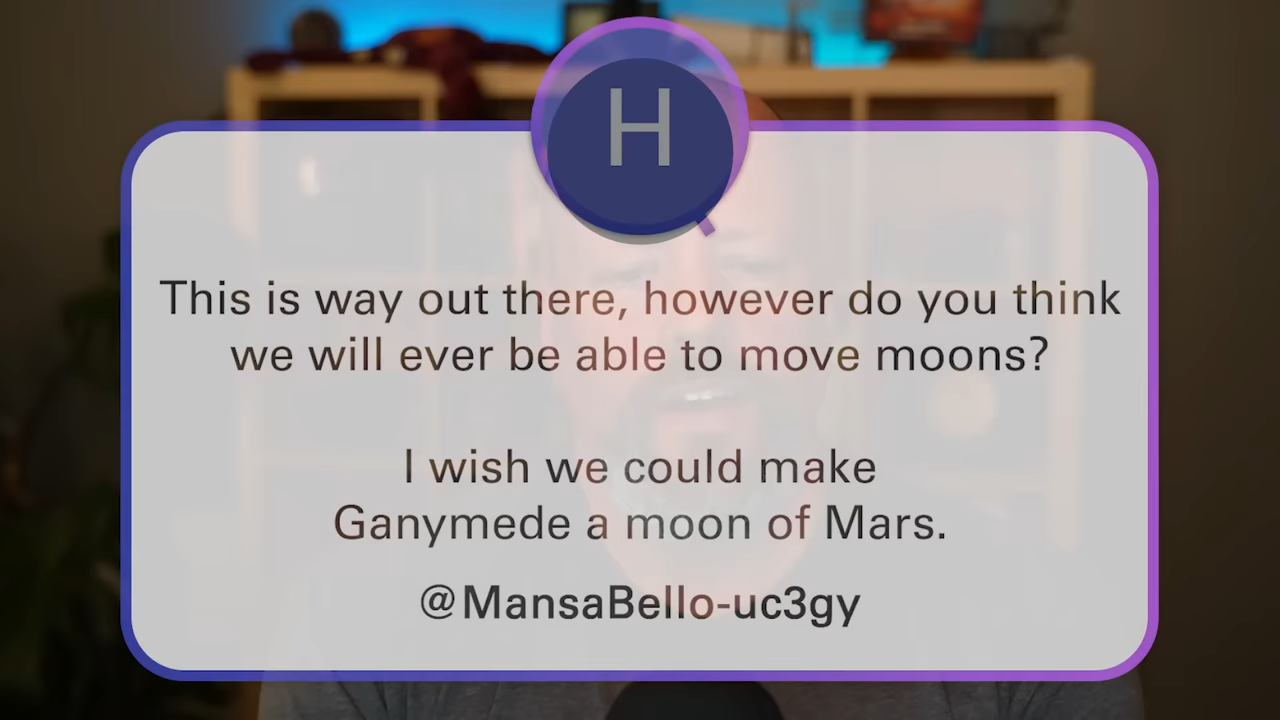 H
This is way out there, however do you think
we will ever be able to move moons?
I wish we could make
Ganymede a moon of Mars.
@MansaBello-uc3gy